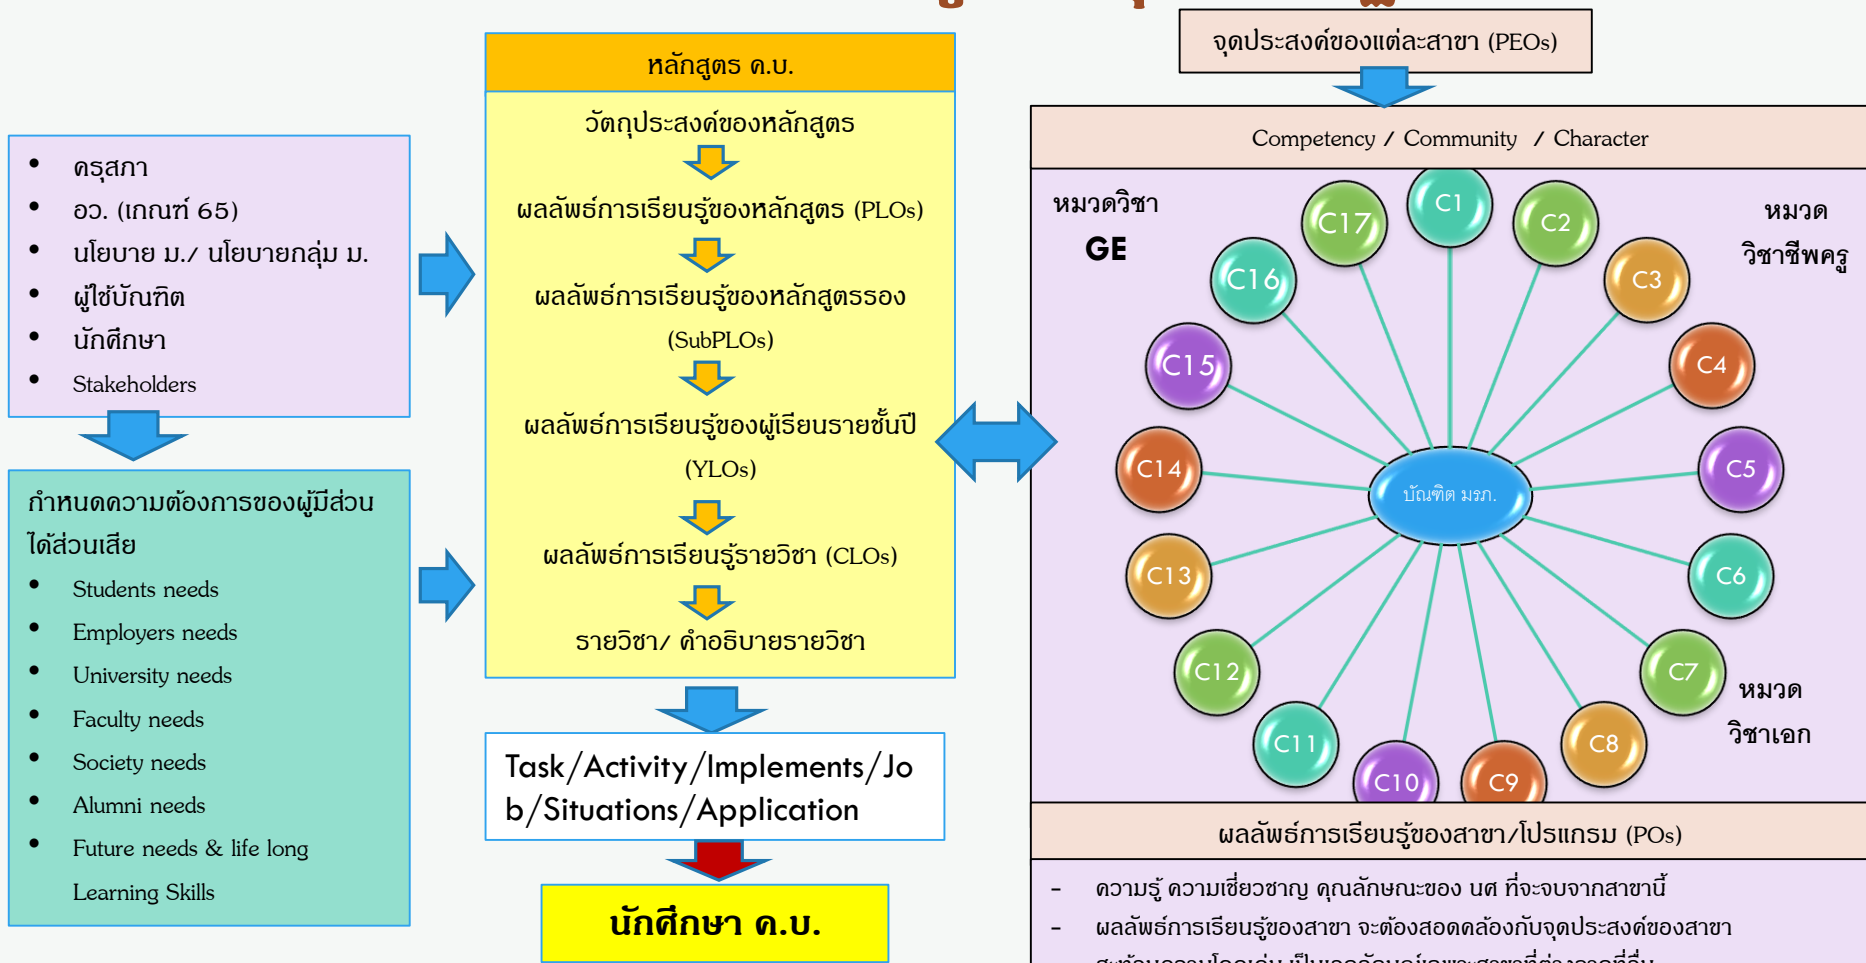 หลักสูตร ค.บ.
วัตถุประสงค์ของหลักสูตร
ผลลัพธ์การเรียนรู้ของหลักสูตร (PLOs)
ผลลัพธ์การเรียนรู้ของหลักสูตรรอง
(SubPLOs)
ผลลัพธ์การเรียนรู้ของผู้เรียนรายชั้นปี
(YLOs)
ผลลัพธ์การเรียนรู้รายวิชา (CLOs)
รายวิชา/ คำอธิบายรายวิชา
• คุรุสภา
• อว. (เกณฑ์ 65)
• นโยบาย ม./ นโยบายกลุ่ม ม.
• ผู้ใช้บัณฑิต
• นักศึกษา
• Stakeholders
กำหนดความต้องการของผู้มีส่วน
ได้ส่วนเสีย
• Students needs
• Employers needs
• University needs
• Faculty needs
• Society needs
• Alumni needs
• Future needs & life long
Learning Skills
Task/Activity/Implements/Jo
b/Situations/Application
นักศึกษา ค.บ.
จุดประสงค์ของแต่ละสาขา (PEOs)
Competency / Community / Character
หมวดวิชา
GE
หมวด
วิชาชีพครู
C1
C2
C3
C4
C5
C6
C7
C8
C9
C10
C11
C12
C13
C14
C15
C16
C17
บัณฑิต มรภ.
หมวด
วิชาเอก
ผลลัพธ์การเรียนรู้ของสาขา/โปรแกรม (POs)
- ความรู้ ความเชี่ยวชาญ คุณลักษณะของ นศ ที่จะจบจากสาขานี้
- ผลลัพธ์การเรียนรู้ของสาขา จะต้องสอดคล้องกับจุดประสงค์ของสาขา